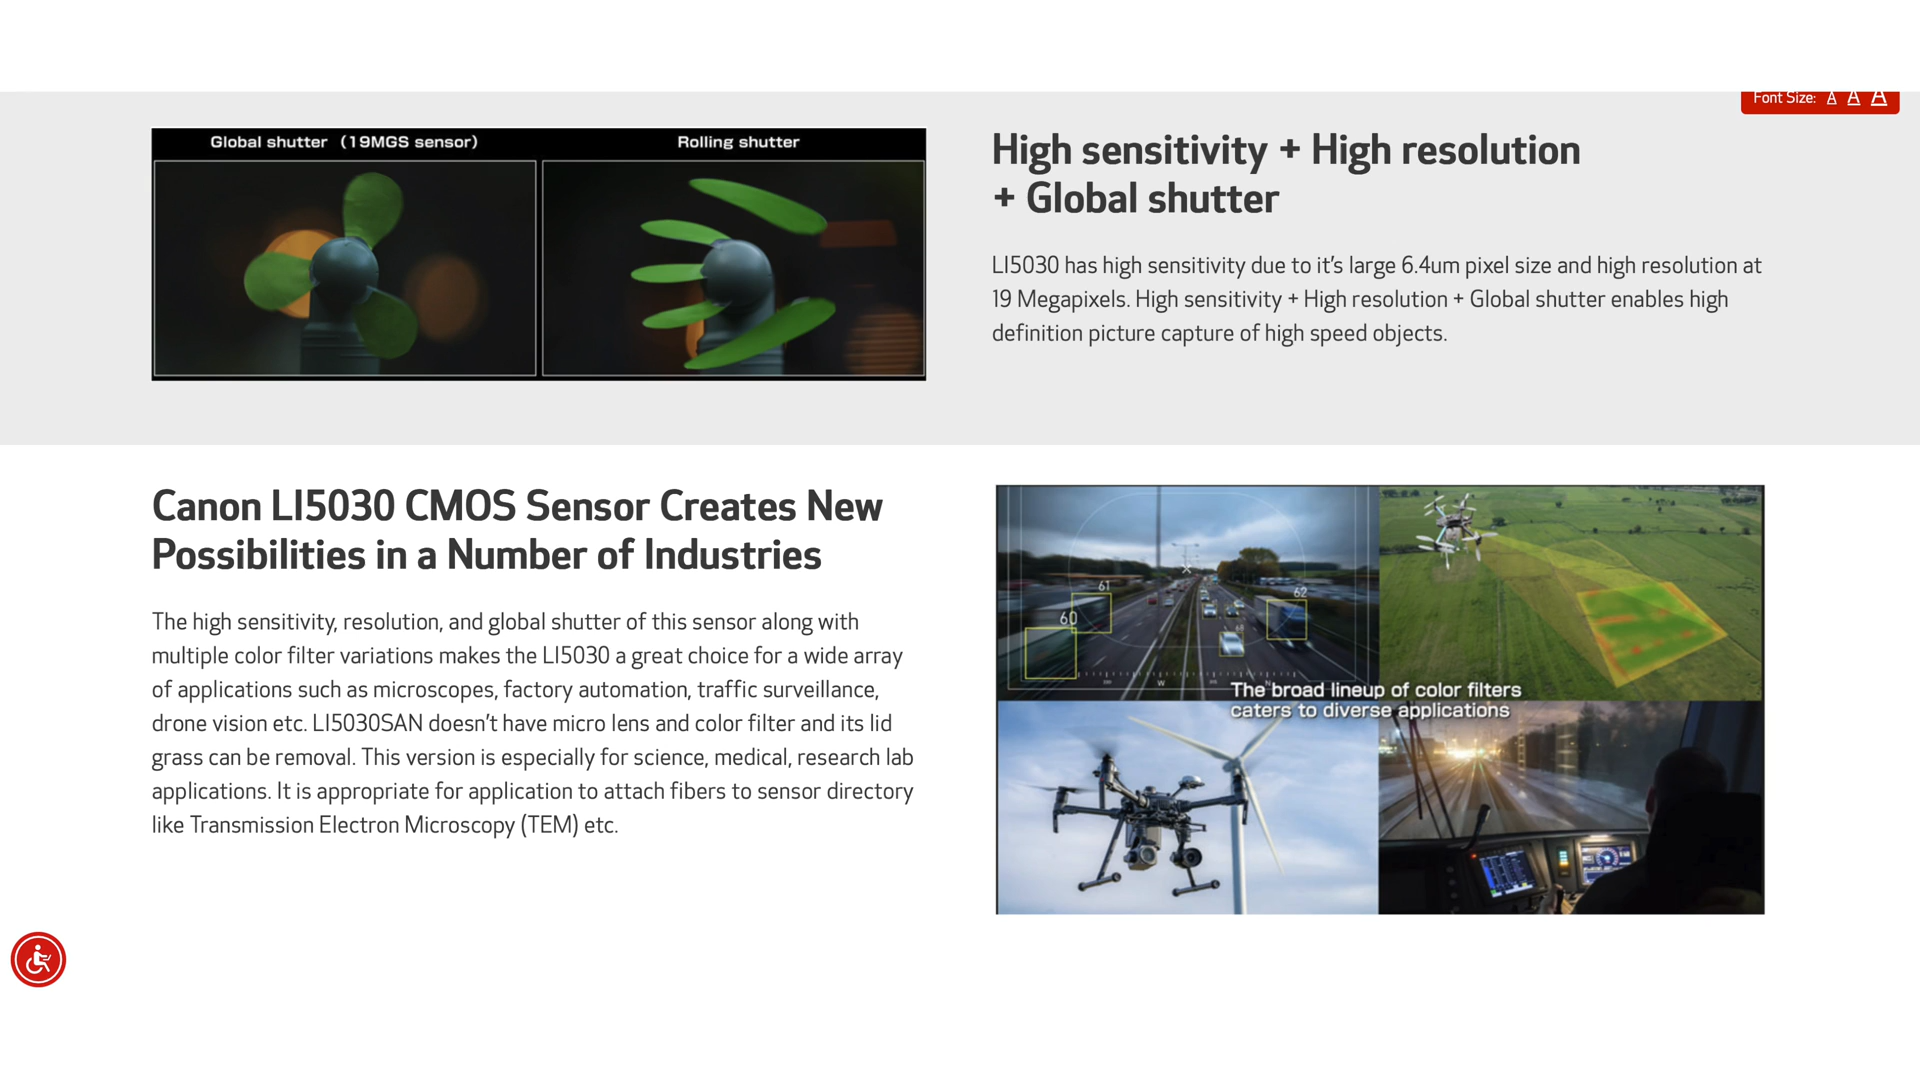 Font Size: A A A
Global shutter (19MGS sensor)
Rolling shutter
High sensitivity + High resolution
+ Global shutter
LI5030 has high sensitivity due to it's large 6.4um pixel size and high resolution at
19 Megapixels. High sensitivity + High resolution + Global shutter enables high
definition picture capture of high speed objects.
Canon LI5030 CMOS Sensor Creates New
Possibilities in a Number of Industries
The high sensitivity, resolution, and global shutter of this sensor along with
multiple color filter variations makes the LI5030 a great choice for a wide array
of applications such as microscopes, factory automation, traffic surveillance,
drone vision etc. LI5030SAN doesn't have micro lens and color filter and its lid
grass can be removal. This version is especially for science, medical, research lab
applications. It is appropriate for application to attach fibers to sensor directory
like Transmission Electron Microscopy (TEM) etc.
61
62
60
W
N
The broad lineup of color filters
caters to diverse applications